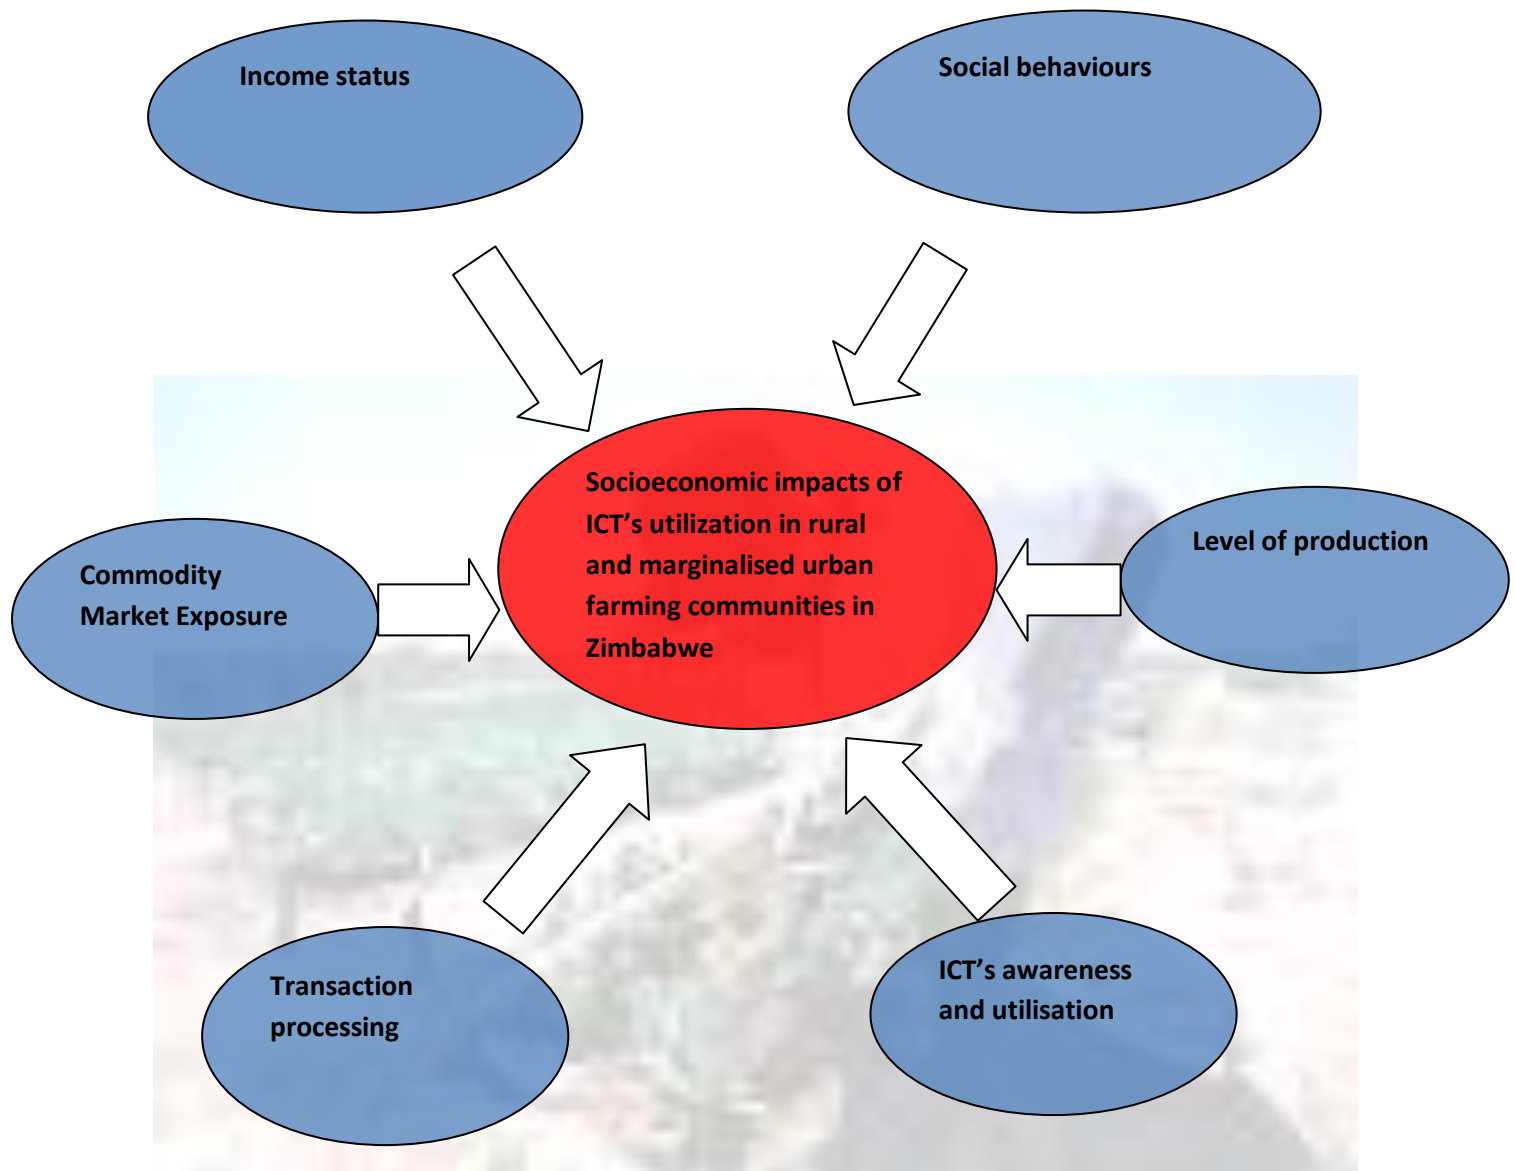 Income status
Social behaviours
Socioeconomic impacts of
ICT’s utilization in rural
and marginalised urban
farming communities in
Zimbabwe
Level of production
Commodity
Market Exposure
Transaction
processing
ICT’s awareness
and utilisation